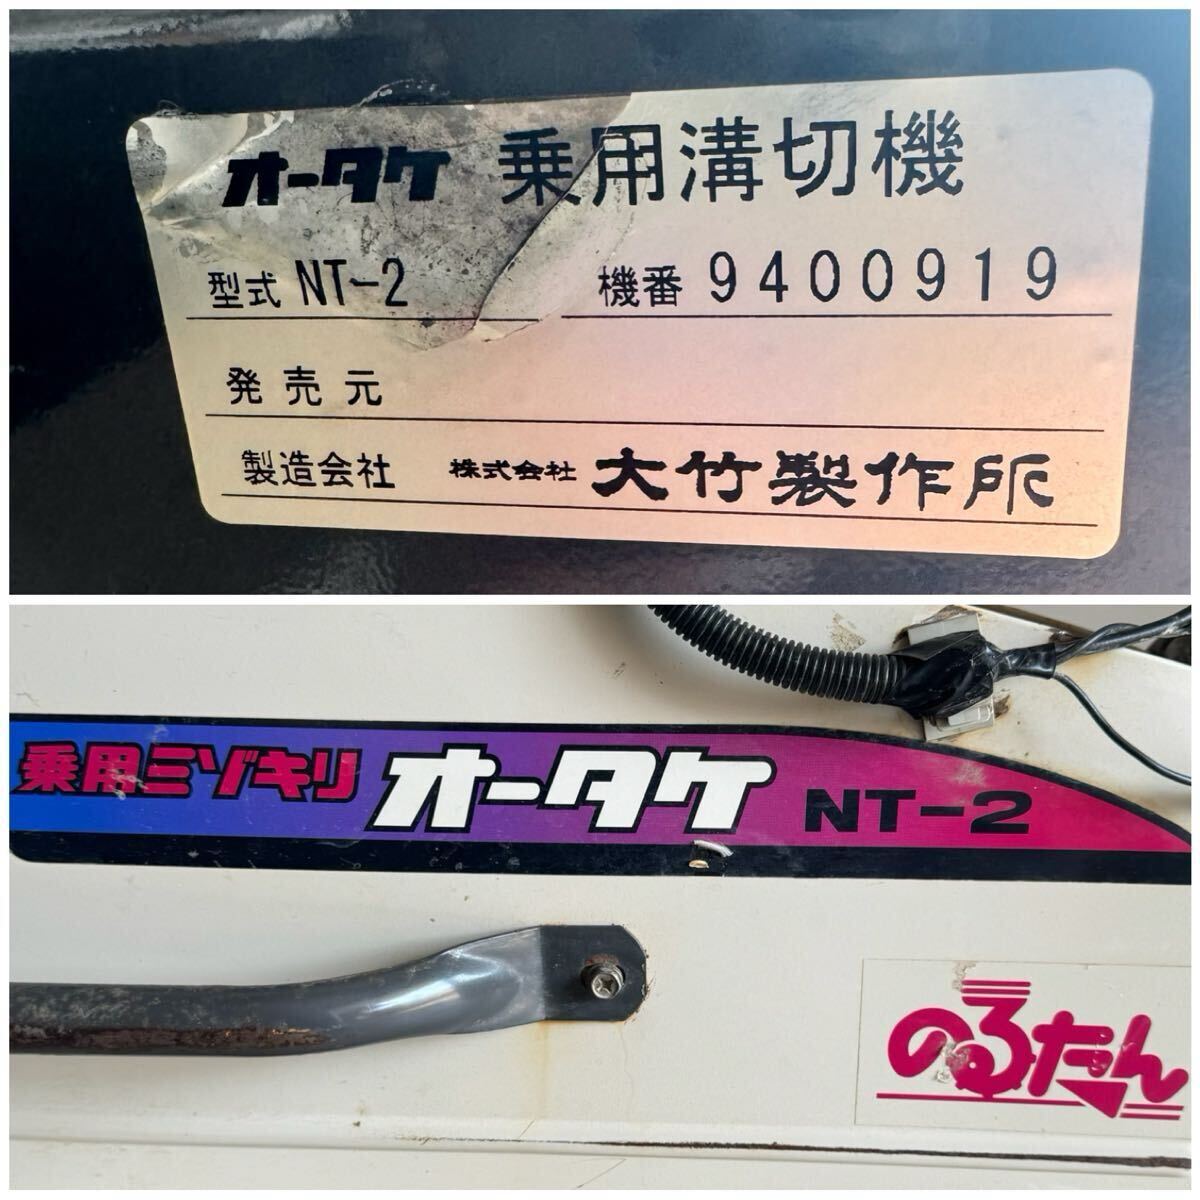 オータケ 乗用溝切機
型式 NT-2 機番 9400919
発売元
製造会社 株式会社 大竹製作所
乗用ミゾキリ オータケ NT-2
のるたん